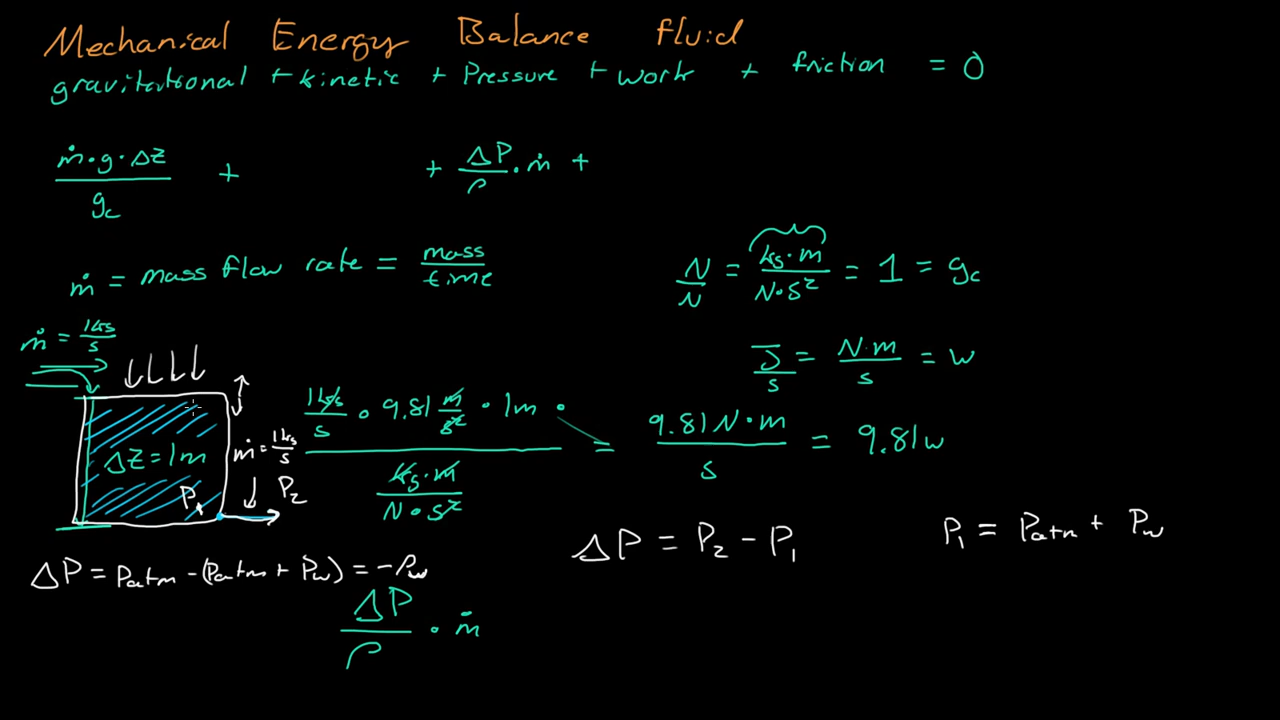 Mechanical Energy Balance Fluid
gravitational + kinetic + Pressure + work + friction = 0
ṁ·g·ΔZ / g_c + + ΔP/ρ · ṁ +
ṁ = mass flow rate = mass/time
N/N = kg·m / N·s² = 1 = g_c
ṁ = 1kg/s
J/s = N·m/s = W
1kg/s · 9.81 m/s² · 1m · / kg·m/N·s² = 9.81 N·m / s = 9.81 W
ΔZ = 1m
ṁ = 1kg/s
P₁ P₂
ΔP = P₂ - P₁
P₁ = Patm + Pw
ΔP = Patm - (Patm + Pw) = -Pw
ΔP/ρ · ṁ